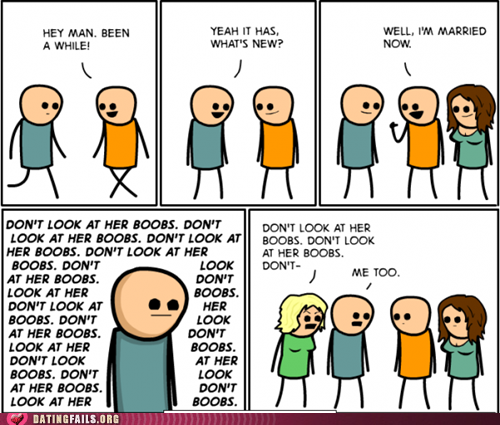 HEY MAN. BEEN
A WHILE!
YEAH IT HAS,
WHAT'S NEW?
WELL, I'M MARRIED
NOW.
DON'T LOOK AT HER BOOBS. DON'T
LOOK AT HER BOOBS. DON'T LOOK AT
HER BOOBS. DON'T LOOK AT HER
BOOBS. DON'T LOOK
AT HER BOOBS. DON'T
LOOK AT HER BOOBS.
DON'T LOOK AT HER
BOOBS. DON'T LOOK
AT HER BOOBS. DON'T
LOOK AT HER BOOBS.
DON'T LOOK AT HER
BOOBS. DON'T LOOK
AT HER BOOBS. DON'T
LOOK AT HER BOOBS.
DON'T LOOK AT HER
BOOBS. DON'T LOOK
AT HER BOOBS.
DON'T-
ME TOO.
DATINGFAILS.ORG